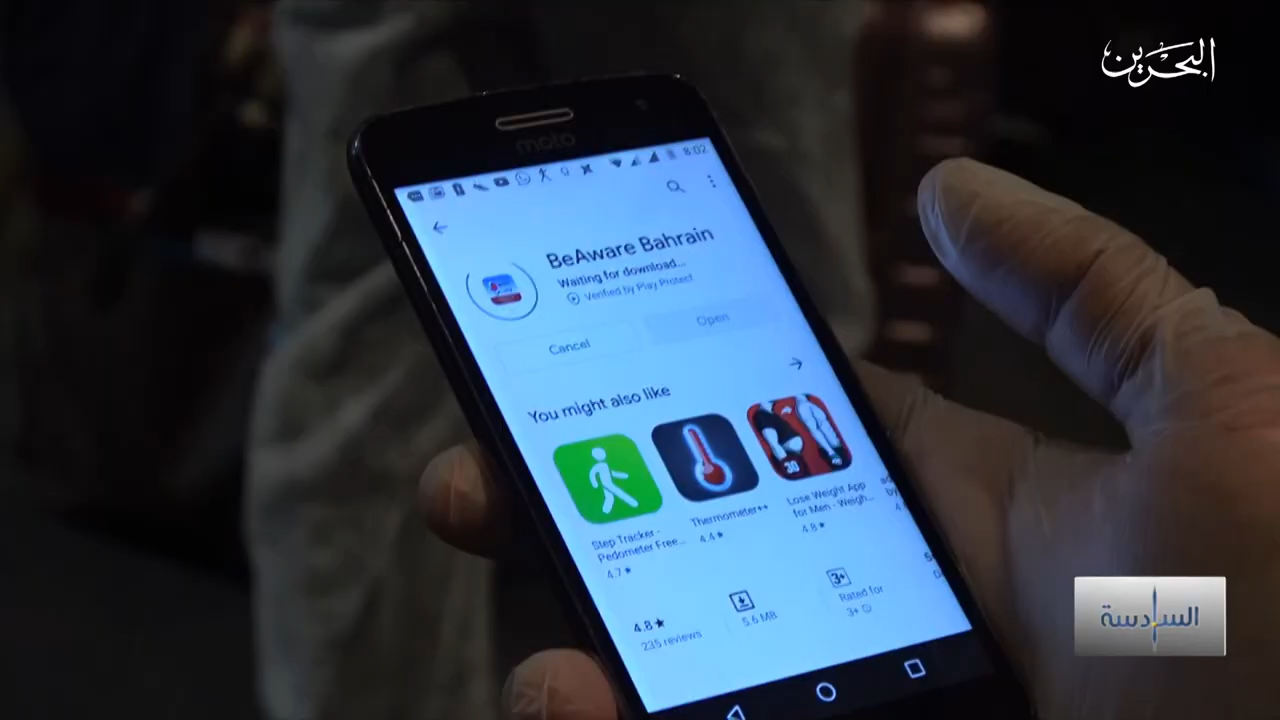 البحرين
moto
8:02
BeAware Bahrain
Waiting for download...
Verified by Play Protect
Cancel
Open
You might also like
Step Tracker -
Pedometer Free...
4.7★
Thermometer++
4.4★
30
Lose Weight App
for Men - Weigh...
4.8★
4.8★
235 reviews
5.6 MB
3+
Rated for
3+
السادسة